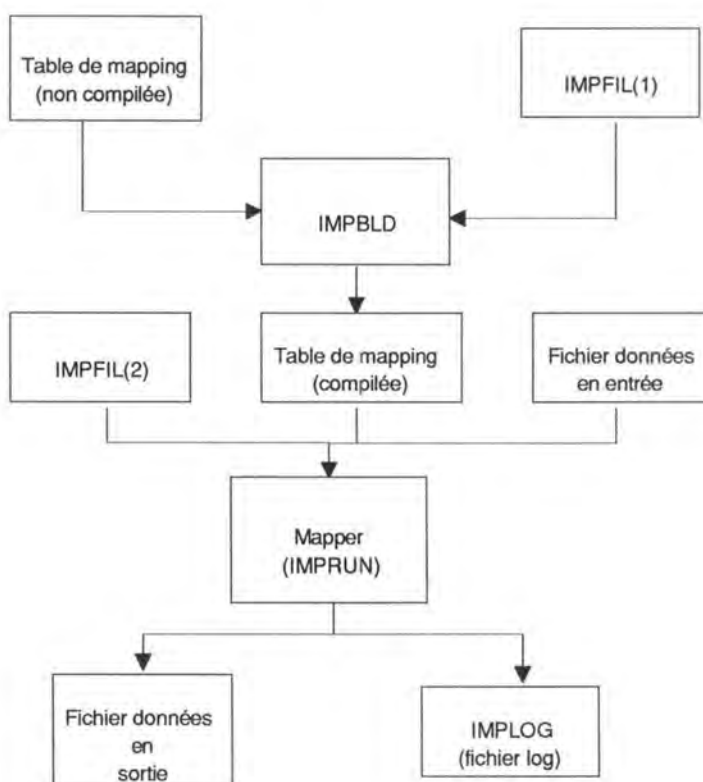 Table de mapping
(non compilée)
IMPFIL(1)
IMPBLD
IMPFIL(2)
Table de mapping
(compilée)
Fichier données
en entrée
Mapper
(IMPRUN)
Fichier données
en
sortie
IMPLOG
(fichier log)